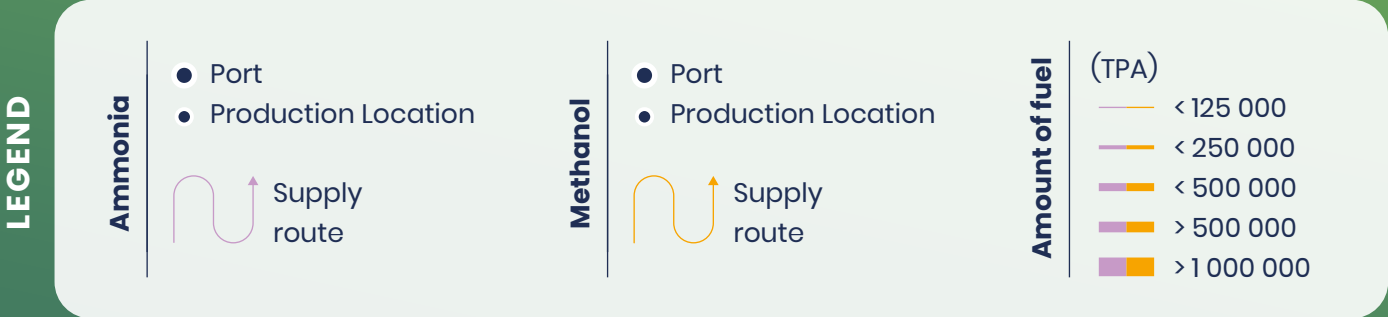 LEGEND
Ammonia
Port
Production Location
Supply
route
Methanol
Port
Production Location
Supply
route
Amount of fuel
(TPA)
< 125 000
< 250 000
< 500 000
> 500 000
> 1 000 000